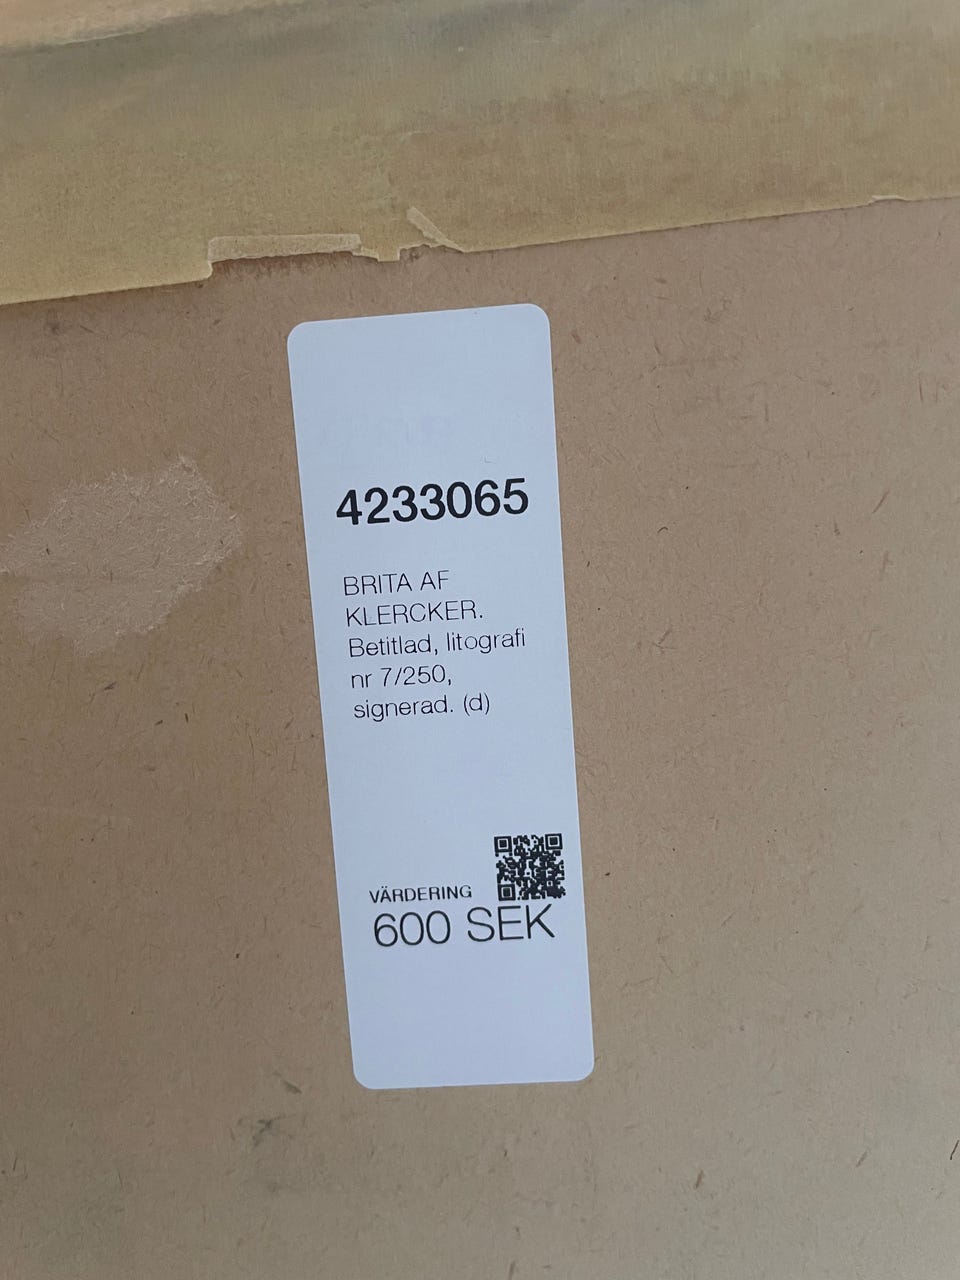 4233065
BRITA AF
KLERCKER.
Betitlad, litografi
nr 7/250,
signerad. (d)
VÄRDERING
600 SEK